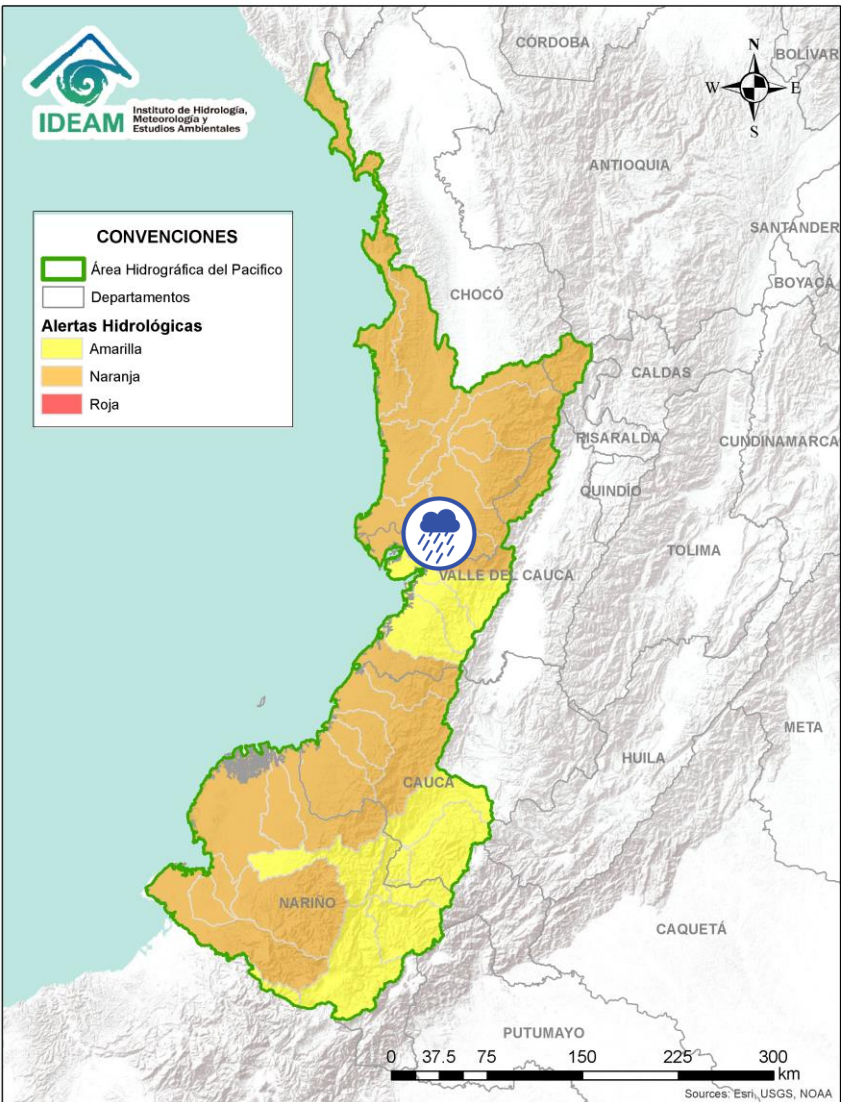 IDEAM
Instituto de Hidrología,
Meteorología y
Estudios Ambientales
N
W
E
S
CÓRDOBA
BOLIVAR
ANTIOQUIA
SANTANDER
BOYACÁ
CHOCÓ
CONVENCIONES
Área Hidrográfica del Pacifico
Departamentos
Alertas Hidrológicas
Amarilla
Naranja
Roja
CALDAS
RISARALDA
CUNDINAMARCA
QUINDÍO
TOLIMA
VALLE DEL CAUCA
META
HUILA
CAUCA
NARIÑO
CAQUETÁ
PUTUMAYO
0 37.5 75 150 225 300
km
Sources: Esri, USGS, NOAA